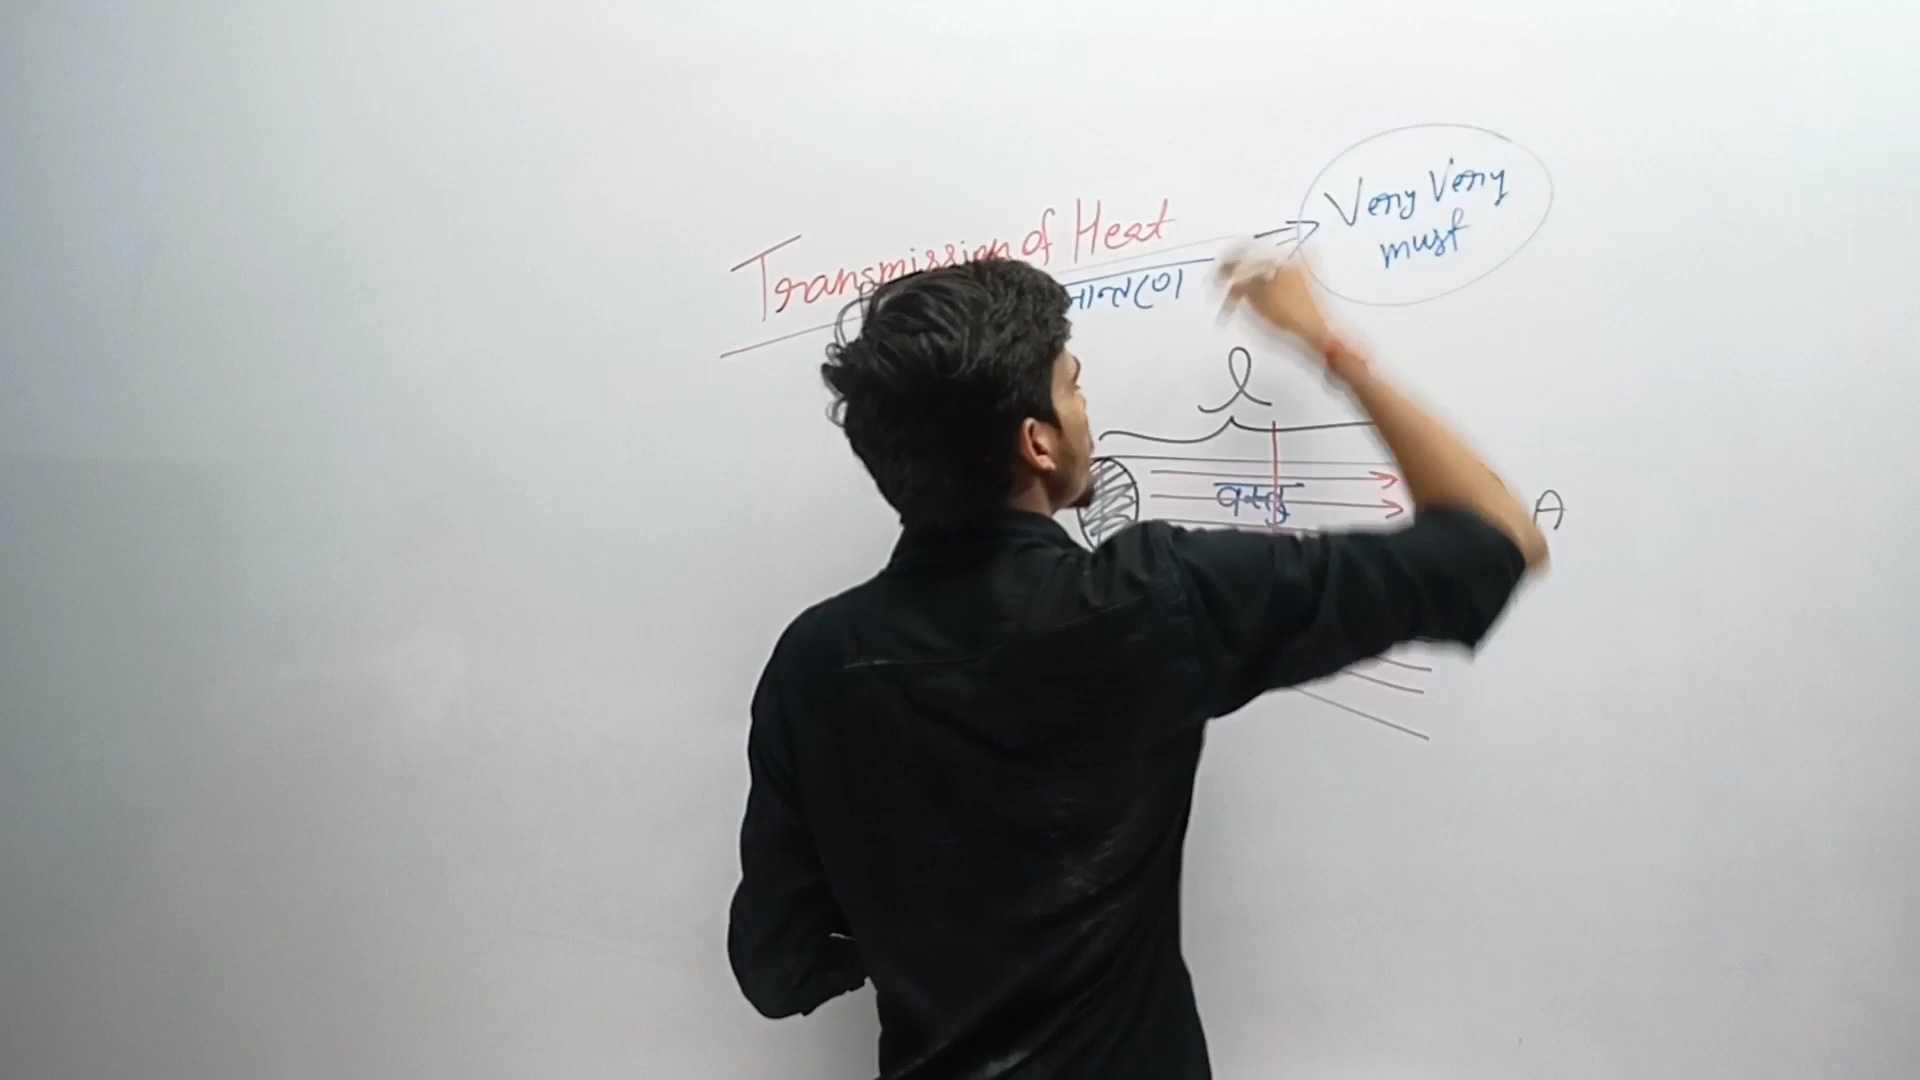 Transmission of Heat
Very Very
must
l
वस्तु
A